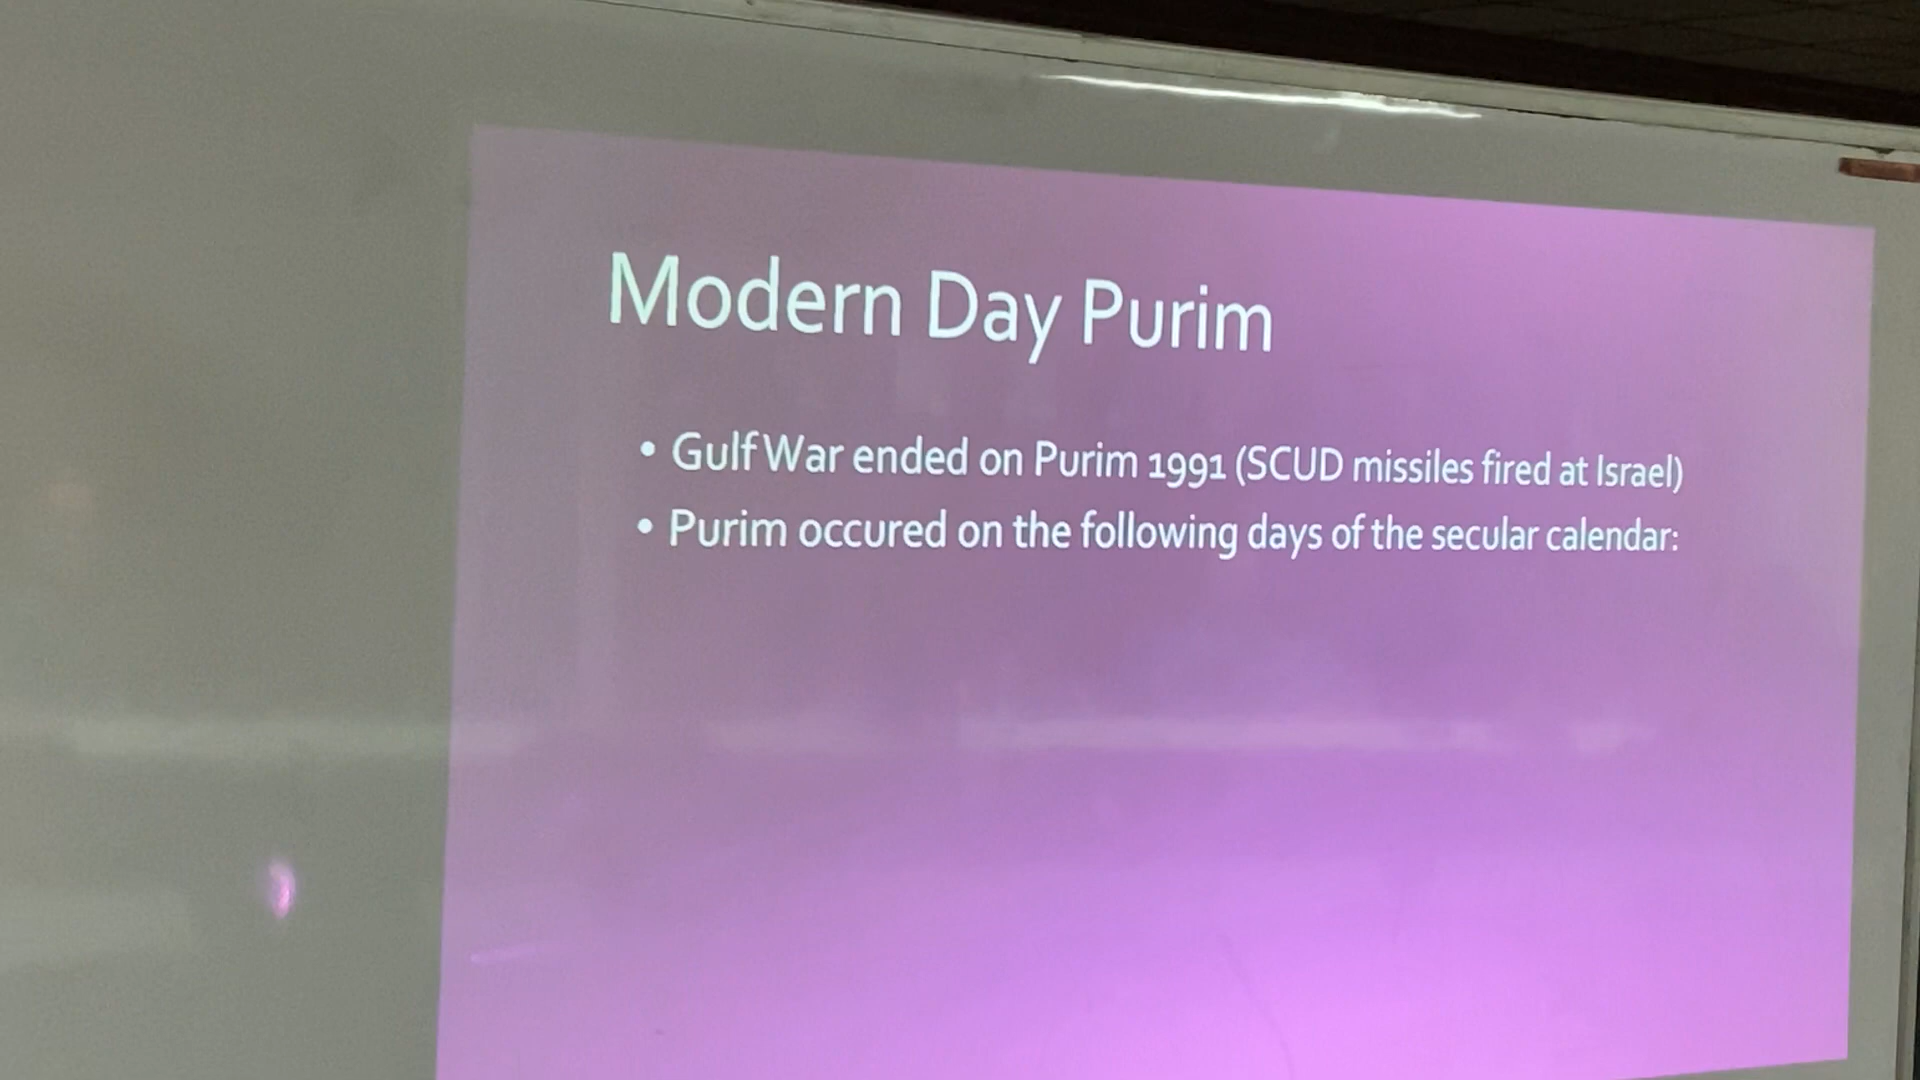 Modern Day Purim
• Gulf War ended on Purim 1991 (SCUD missiles fired at Israel)
• Purim occured on the following days of the secular calendar: